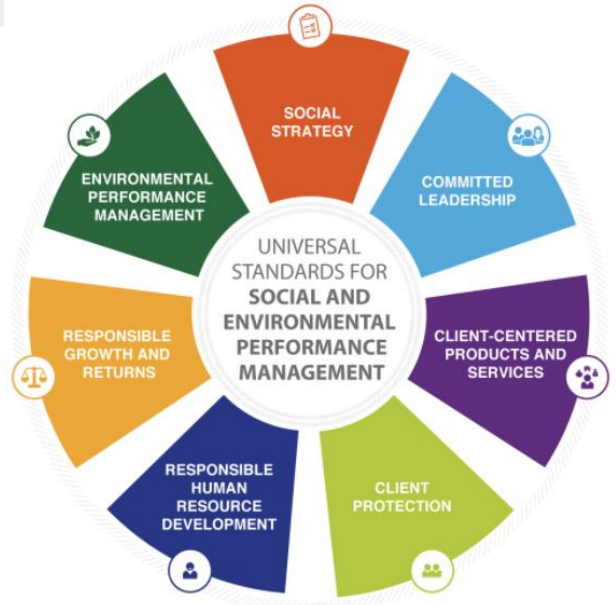 SOCIAL
STRATEGY
COMMITTED
LEADERSHIP
CLIENT-CENTERED
PRODUCTS AND
SERVICES
CLIENT
PROTECTION
RESPONSIBLE
HUMAN
RESOURCE
DEVELOPMENT
RESPONSIBLE
GROWTH AND
RETURNS
ENVIRONMENTAL
PERFORMANCE
MANAGEMENT
UNIVERSAL
STANDARDS FOR
SOCIAL AND
ENVIRONMENTAL
PERFORMANCE
MANAGEMENT